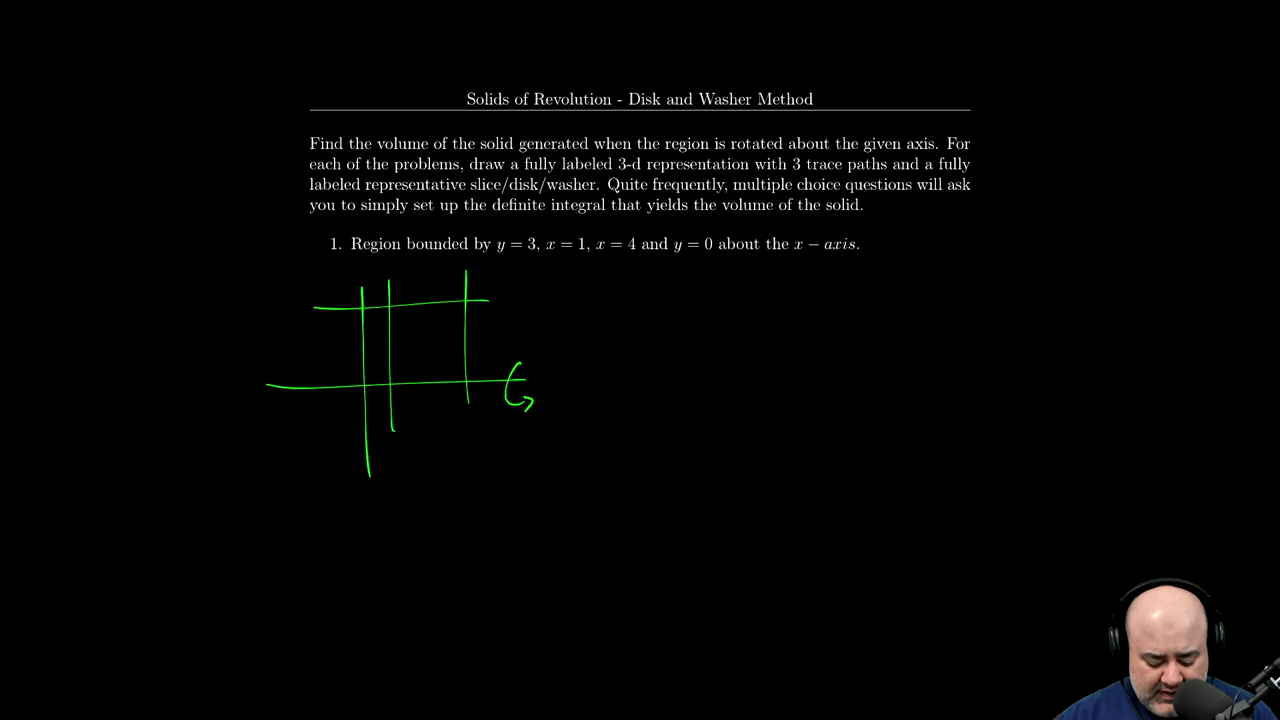 Solids of Revolution - Disk and Washer Method
Find the volume of the solid generated when the region is rotated about the given axis. For
each of the problems, draw a fully labeled 3-d representation with 3 trace paths and a fully
labeled representative slice/disk/washer. Quite frequently, multiple choice questions will ask
you to simply set up the definite integral that yields the volume of the solid.
1. Region bounded by y = 3, x = 1, x = 4 and y = 0 about the x − axis.